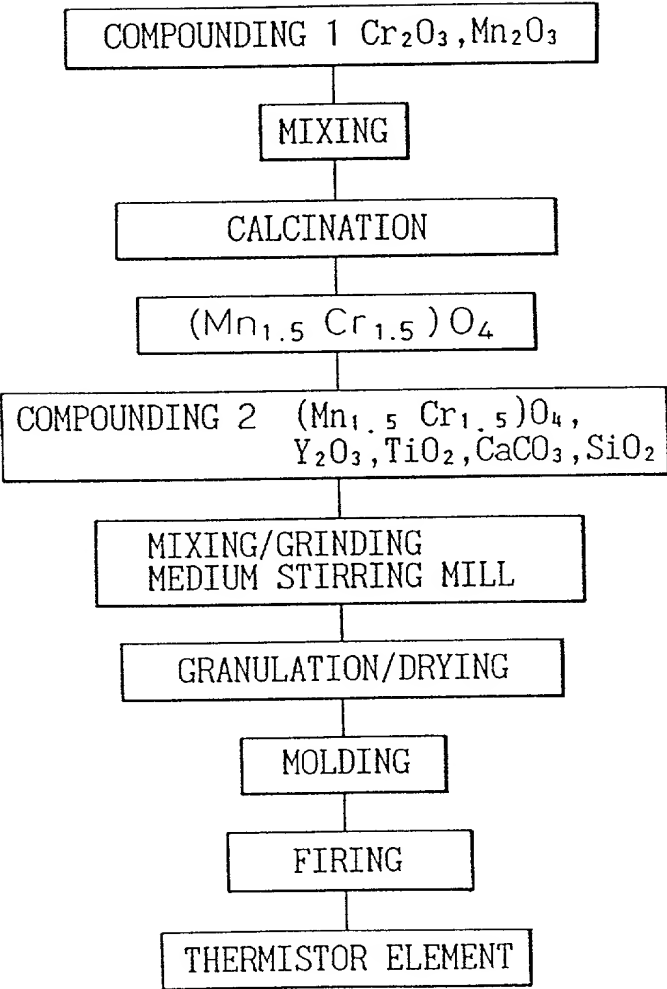 COMPOUNDING 1 Cr₂O₃,Mn₂O₃
MIXING
CALCINATION
(Mn₁.₅ Cr₁.₅)O₄
COMPOUNDING 2 (Mn₁.₅ Cr₁.₅)O₄,
Y₂O₃,TiO₂,CaCO₃,SiO₂
MIXING/GRINDING
MEDIUM STIRRING MILL
GRANULATION/DRYING
MOLDING
FIRING
THERMISTOR ELEMENT